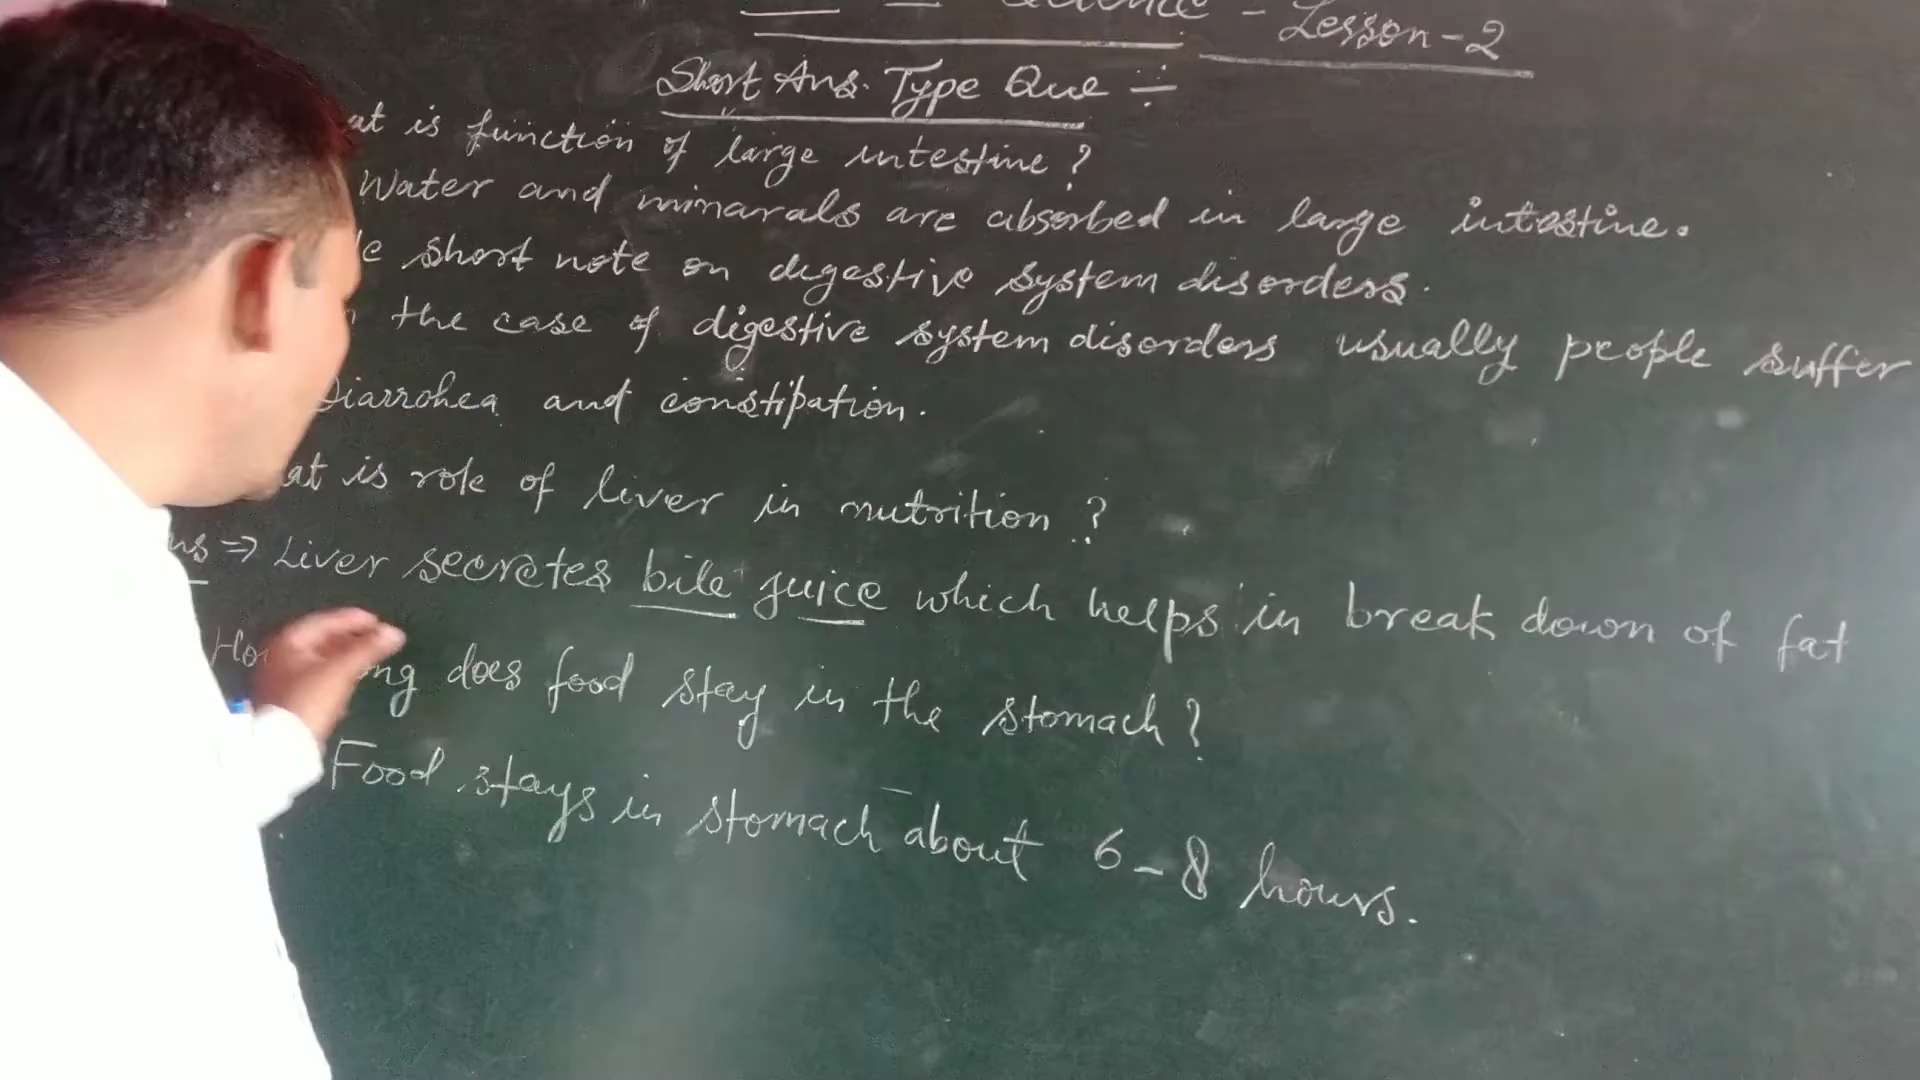 Science - Lesson-2
Short Ans. Type Que :-
is function of large intestine ?
Water and minarals are absorbed in large intestine.
short note on digestive system disorders.
the case of digestive system disorders usually people suffer
Diarrohea and constipation.
is role of liver in nutrition ?
⇒ Liver secretes bile juice which helps in break down of fat
does food stay in the stomach ?
Food stays in stomach about 6-8 hours.